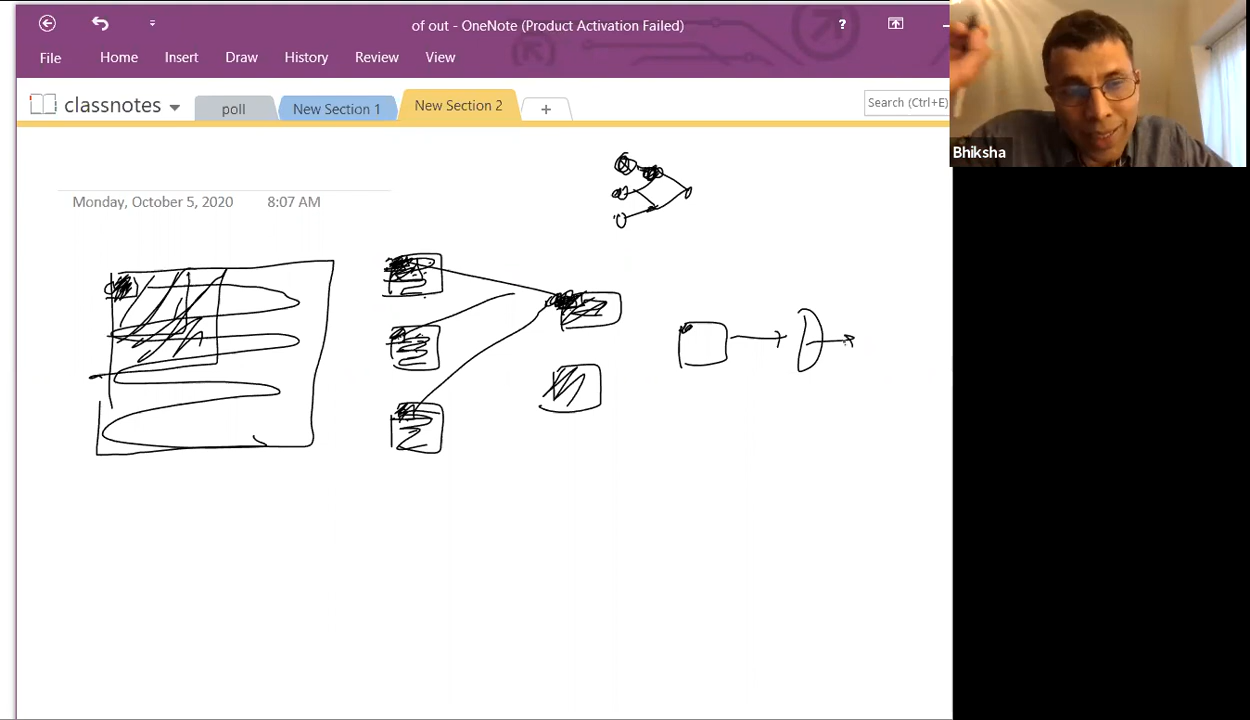 of out - OneNote (Product Activation Failed)
?
File Home Insert Draw History Review View
classnotes
poll
New Section 1
New Section 2
+
Search (Ctrl+E)
Bhiksha
Monday, October 5, 2020 8:07 AM